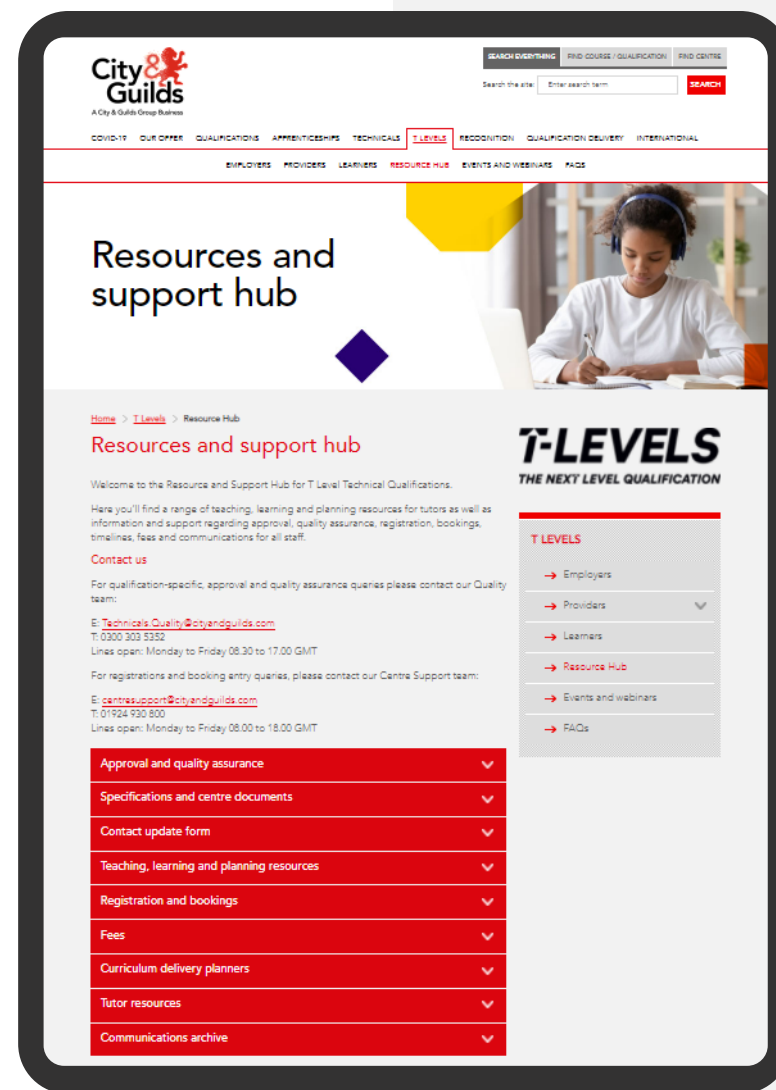 City&
Guilds
A City & Guilds Group Business
SEARCH EVERYTHING FIND COURSE / QUALIFICATION FIND CENTRE
Search the site: Enter search term SEARCH
COVID-19 OUR OFFER QUALIFICATIONS APPRENTICESHIPS TECHNICALS T LEVELS RECOGNITION QUALIFICATION DELIVERY INTERNATIONAL
EMPLOYERS PROVIDERS LEARNERS RESOURCE HUB EVENTS AND WEBINARS FAQS
Resources and
support hub
Home > T Levels > Resource Hub
Resources and support hub
Welcome to the Resource and Support Hub for T Level Technical Qualifications.
Here you'll find a range of teaching, learning and planning resources for tutors as well as
information and support regarding approval, quality assurance, registration, bookings,
timelines, fees and communications for all staff.
Contact us
For qualification-specific, approval and quality assurance queries please contact our Quality
team:
E: Technicals.Quality@cityandguilds.com
T: 0300 303 5352
Lines open: Monday to Friday 08.30 to 17.00 GMT
For registrations and booking entry queries, please contact our Centre Support team:
E: centresupport@cityandguilds.com
T: 01924 930 800
Lines open: Monday to Friday 08.00 to 18.00 GMT
Approval and quality assurance
Specifications and centre documents
Contact update form
Teaching, learning and planning resources
Registration and bookings
Fees
Curriculum delivery planners
Tutor resources
Communications archive
T-LEVELS
THE NEXT LEVEL QUALIFICATION
T LEVELS
Employers
Providers
Learners
Resource Hub
Events and webinars
FAQs